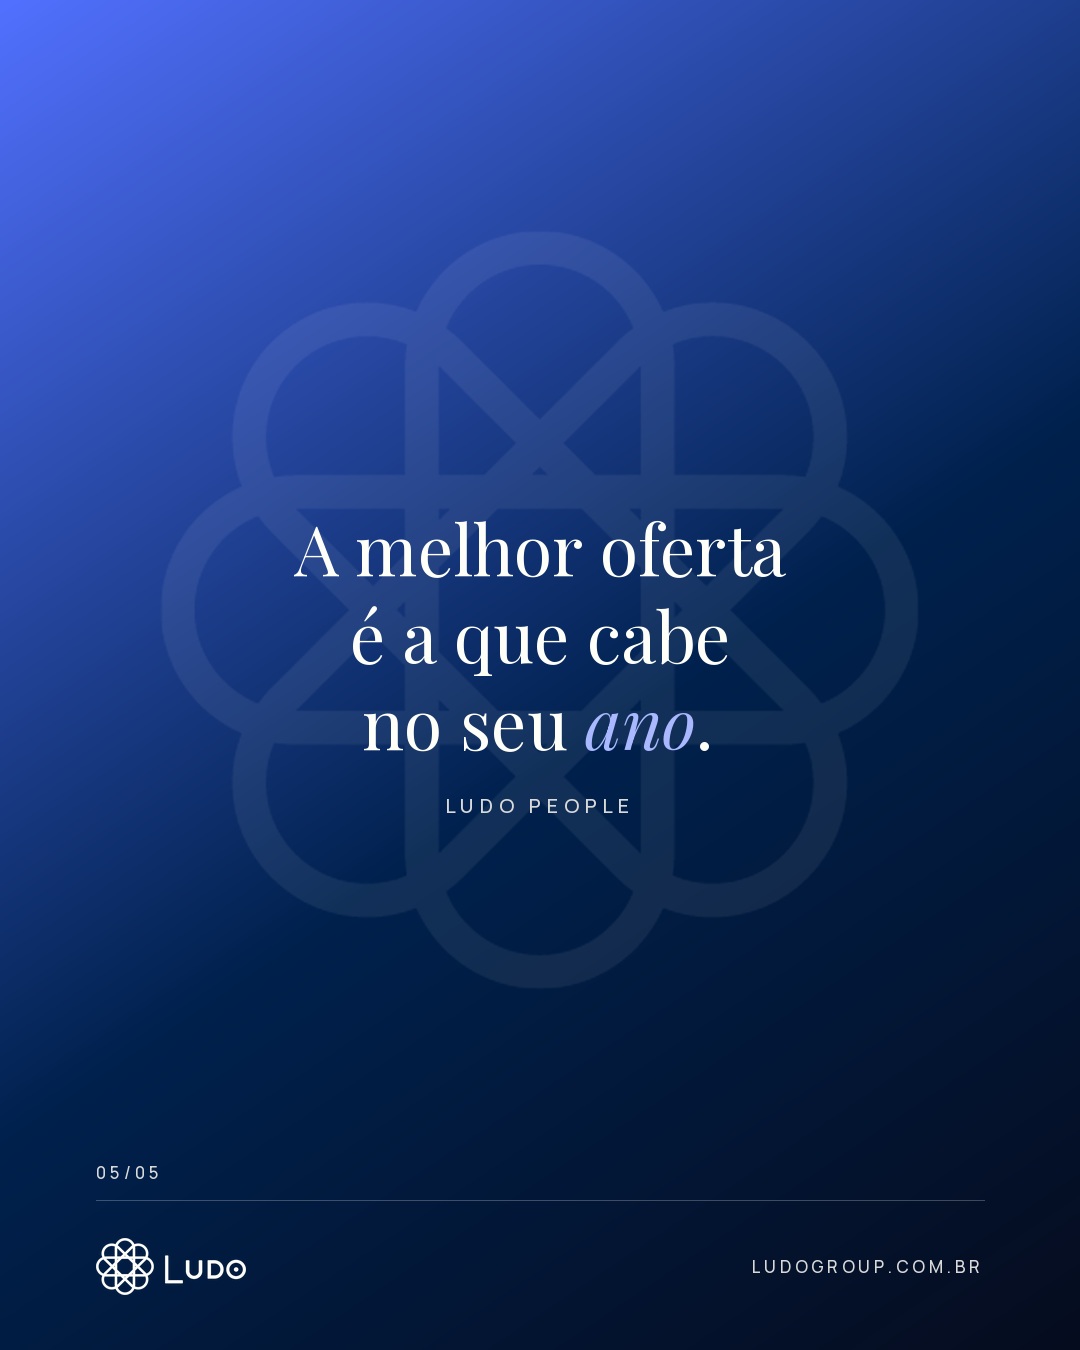 A melhor oferta
é a que cabe
no seu ano.
LUDO PEOPLE
05/05
LUDO
LUDOGROUP.COM.BR